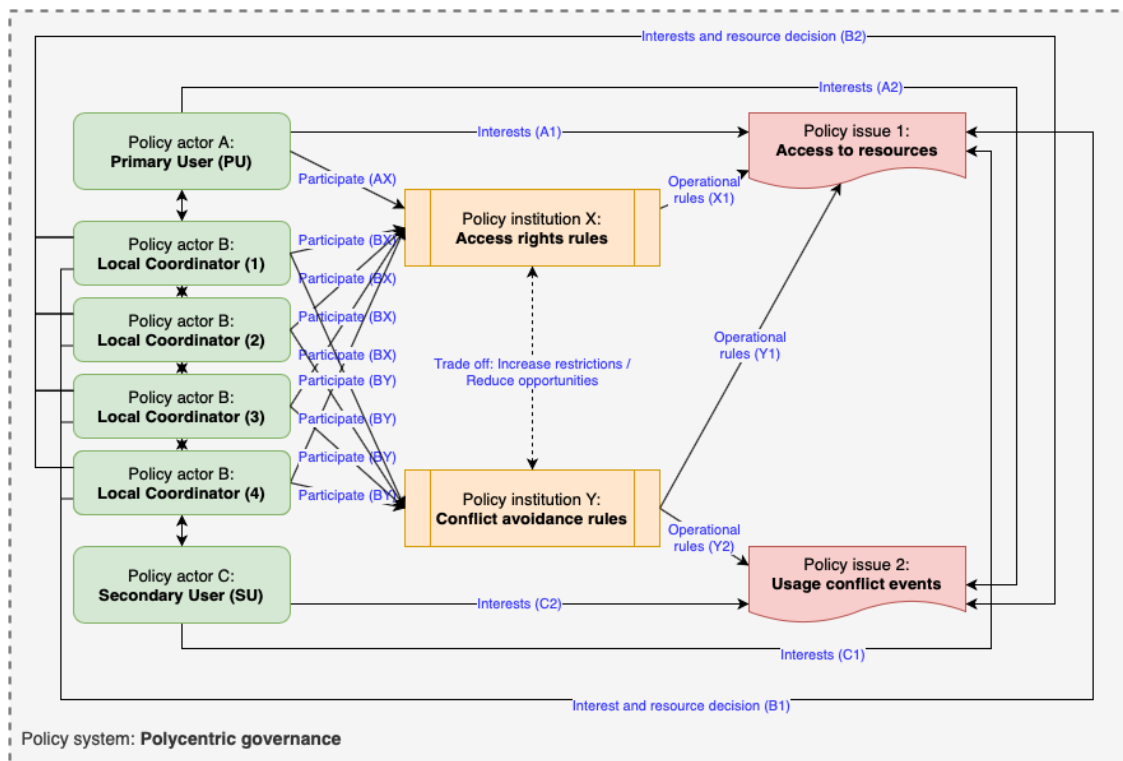 Interests and resource decision (B2)
Interests (A2)
Policy actor A:
Primary User (PU)
Interests (A1)
Policy issue 1:
Access to resources
Participate (AX)
Operational
rules (X1)
Policy institution X:
Access rights rules
Policy actor B:
Local Coordinator (1)
Participate (BX)
Participate (BX)
Policy actor B:
Local Coordinator (2)
Participate (BX)
Participate (BX)
Trade off: Increase restrictions /
Reduce opportunities
Operational
rules (Y1)
Policy actor B:
Local Coordinator (3)
Participate (BY)
Participate (BY)
Policy actor B:
Local Coordinator (4)
Participate (BY)
Participate (BY)
Policy institution Y:
Conflict avoidance rules
Operational
rules (Y2)
Policy issue 2:
Usage conflict events
Policy actor C:
Secondary User (SU)
Interests (C2)
Interests (C1)
Interest and resource decision (B1)
Policy system: Polycentric governance